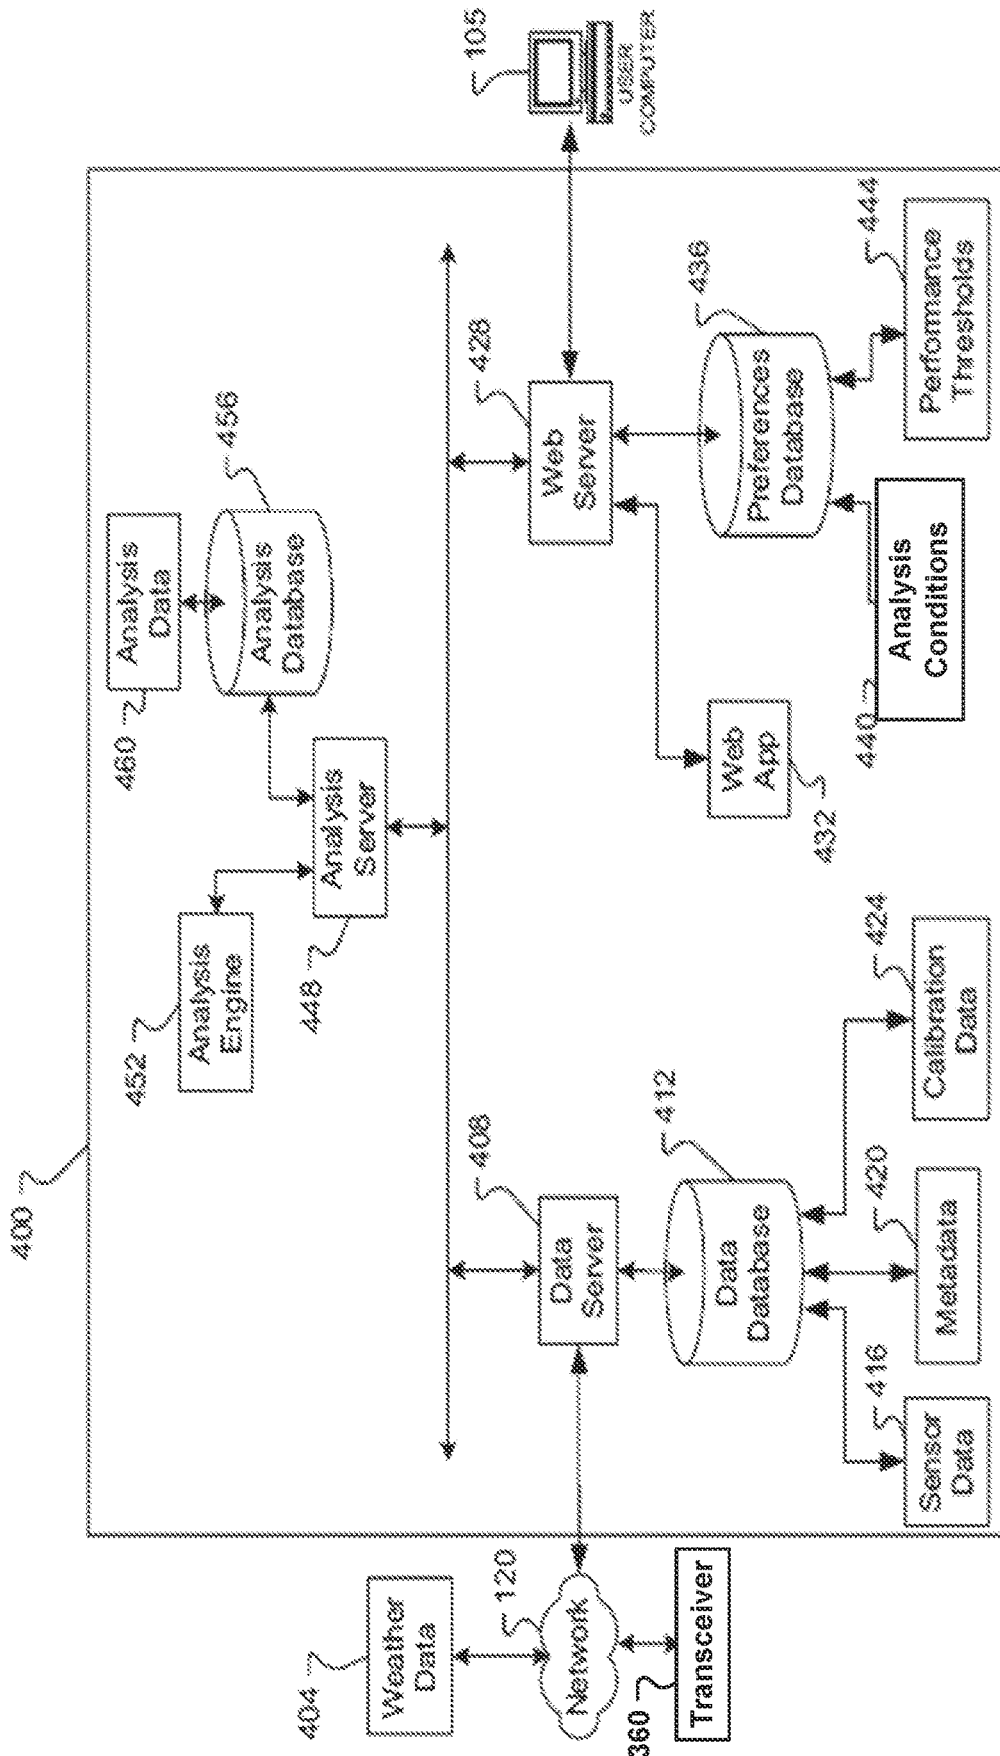 400
404
Weather
Data
120
Network
360
Transceiver
452
Analysis
Engine
448
Analysis
Server
460
Analysis
Data
456
Analysis
Database
408
Data
Server
412
Data
Database
416
Sensor
Data
420
Metadata
424
Calibration
Data
428
Web
Server
432
Web
App
436
Preferences
Database
440
Analysis
Conditions
444
Performance
Thresholds
105
USER
COMPUTER